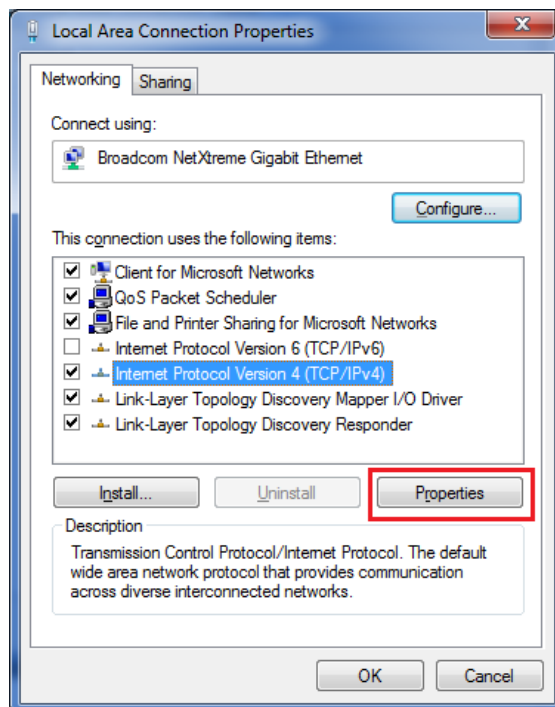 Local Area Connection Properties
Networking
Sharing
Connect using:
Broadcom NetXtreme Gigabit Ethernet
Configure...
This connection uses the following items:
Client for Microsoft Networks
QoS Packet Scheduler
File and Printer Sharing for Microsoft Networks
Internet Protocol Version 6 (TCP/IPv6)
Internet Protocol Version 4 (TCP/IPv4)
Link-Layer Topology Discovery Mapper I/O Driver
Link-Layer Topology Discovery Responder
Install...
Uninstall
Properties
Description
Transmission Control Protocol/Internet Protocol. The default
wide area network protocol that provides communication
across diverse interconnected networks.
OK
Cancel